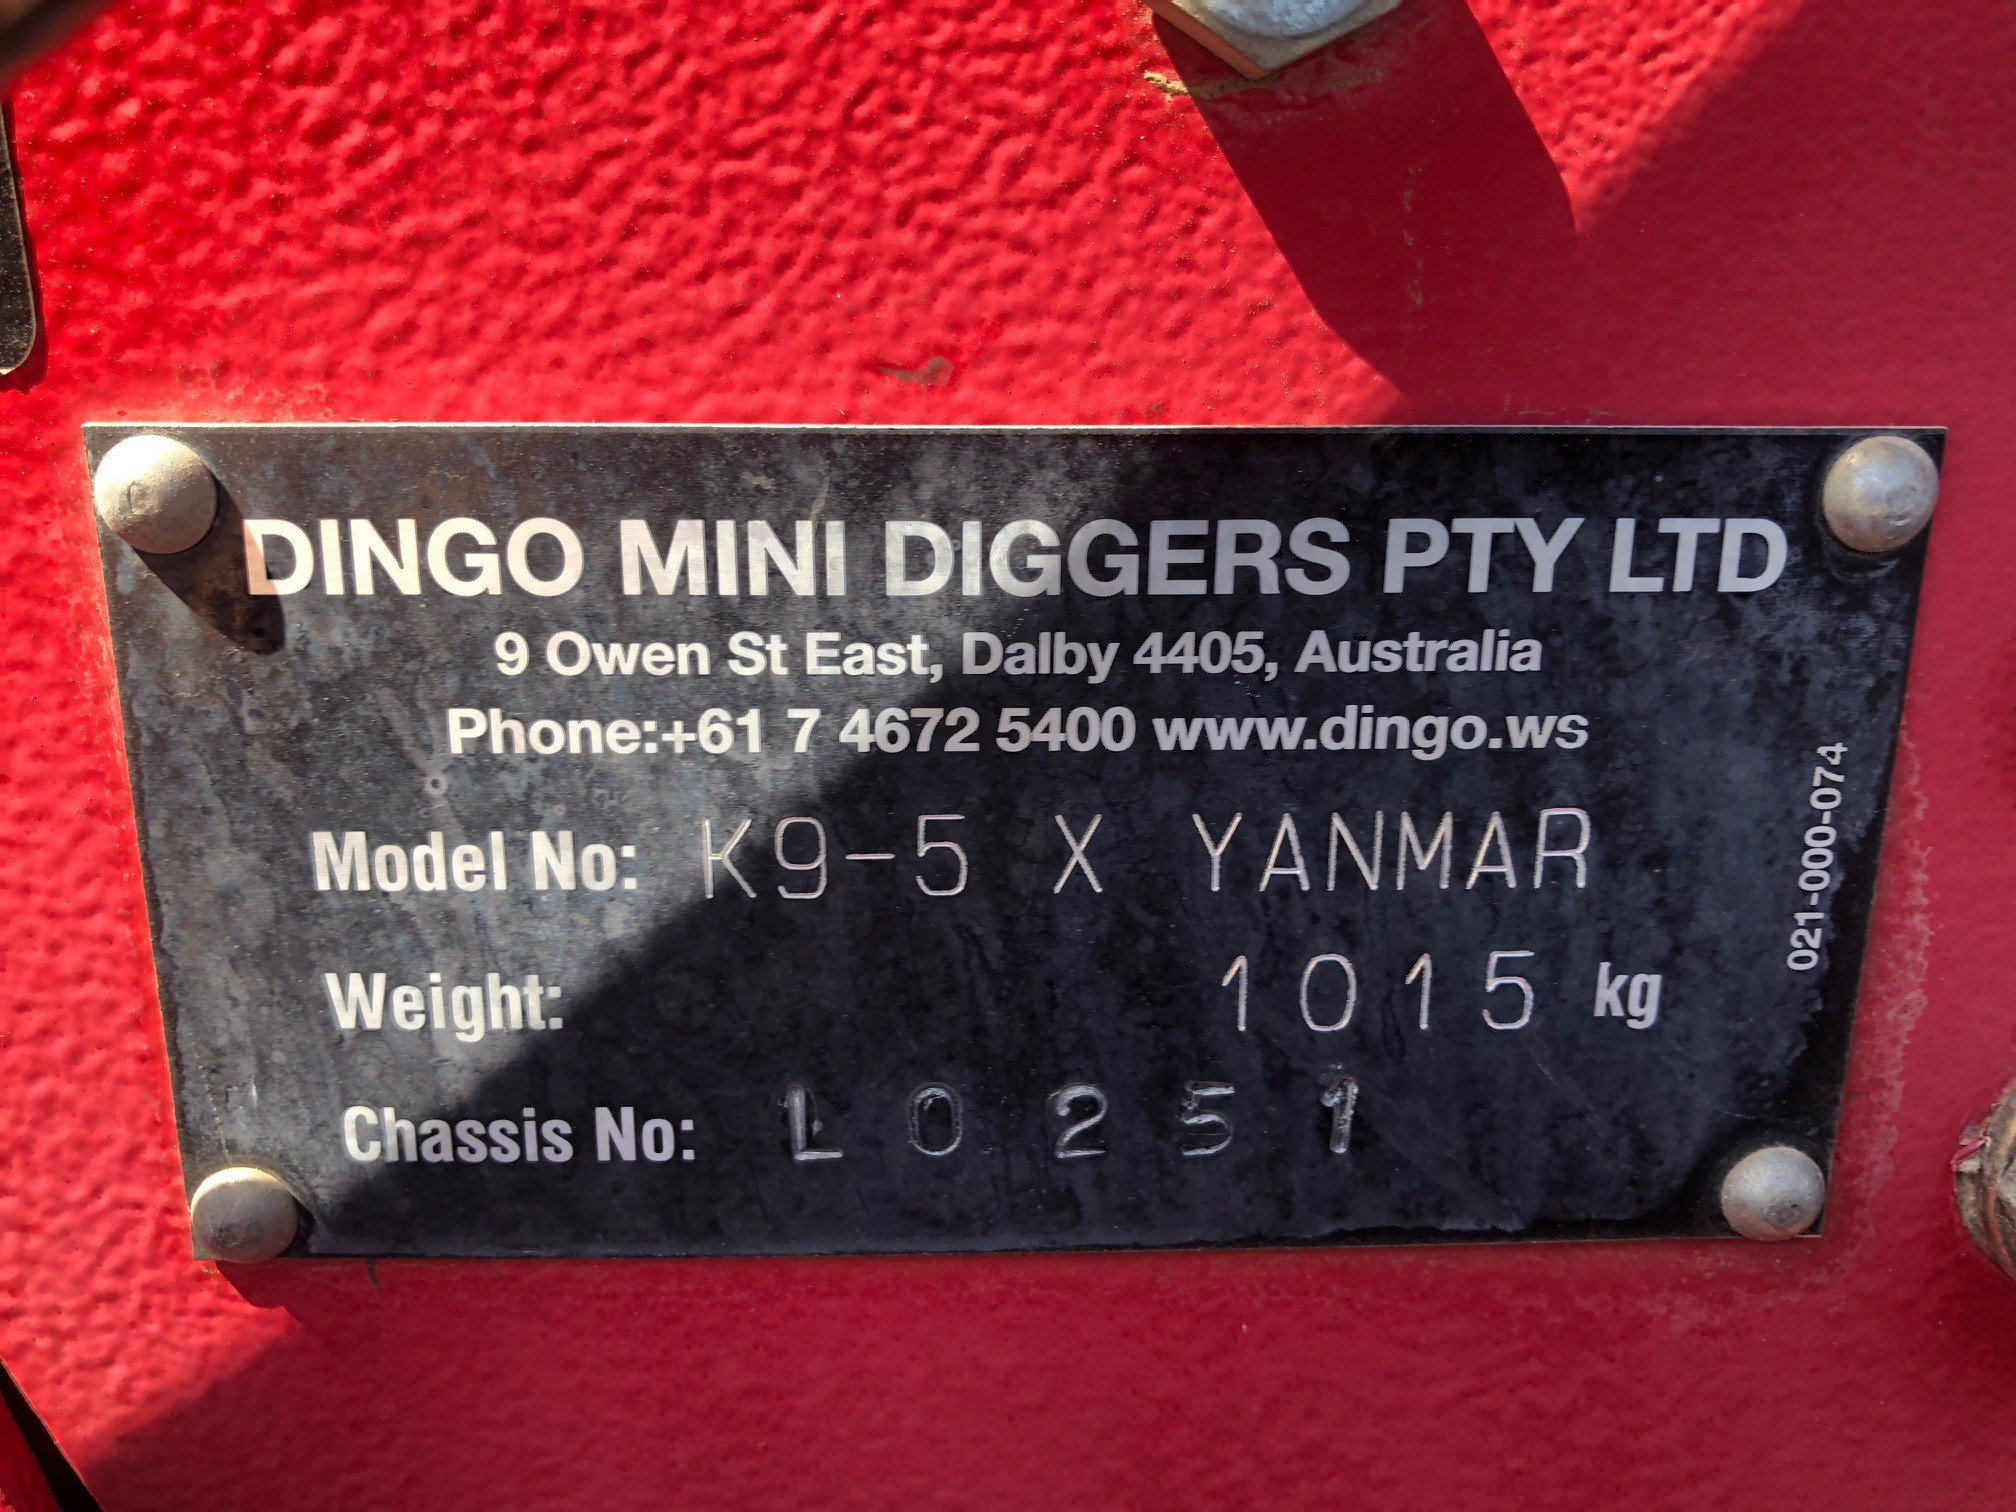 DINGO MINI DIGGERS PTY LTD
9 Owen St East, Dalby 4405, Australia
Phone:+61 7 4672 5400 www.dingo.ws
Model No: K9-5 X YANMAR
Weight: 1015 kg
Chassis No: L0251
021-000-074